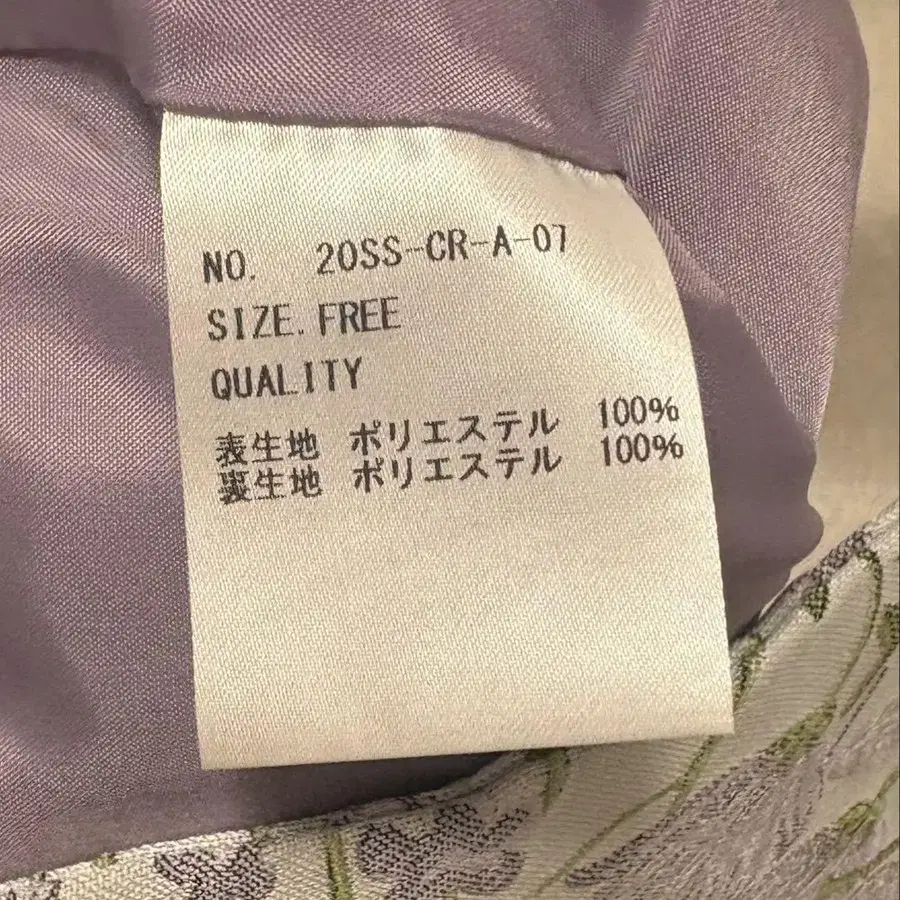 NO. 20SS-CR-A-07
SIZE. FREE
QUALITY
表生地 ポリエステル 100%
裏生地 ポリエステル 100%